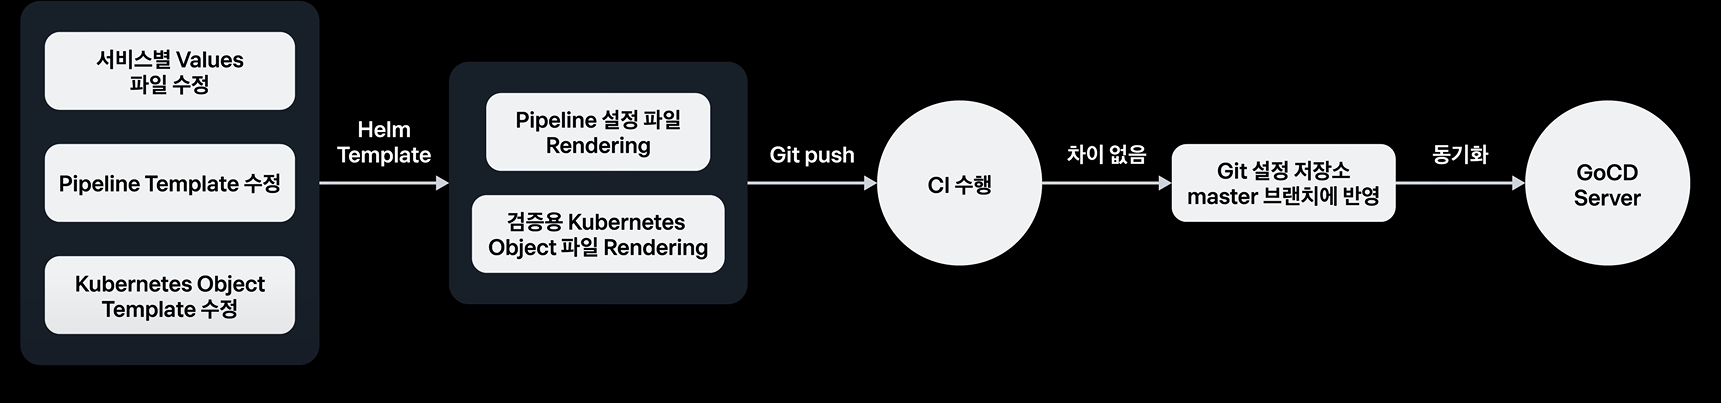 서비스별 Values
파일 수정
Pipeline Template 수정
Kubernetes Object
Template 수정
Helm
Template
Pipeline 설정 파일
Rendering
검증용 Kubernetes
Object 파일 Rendering
Git push
CI 수행
차이 없음
Git 설정 저장소
master 브랜치에 반영
동기화
GoCD
Server